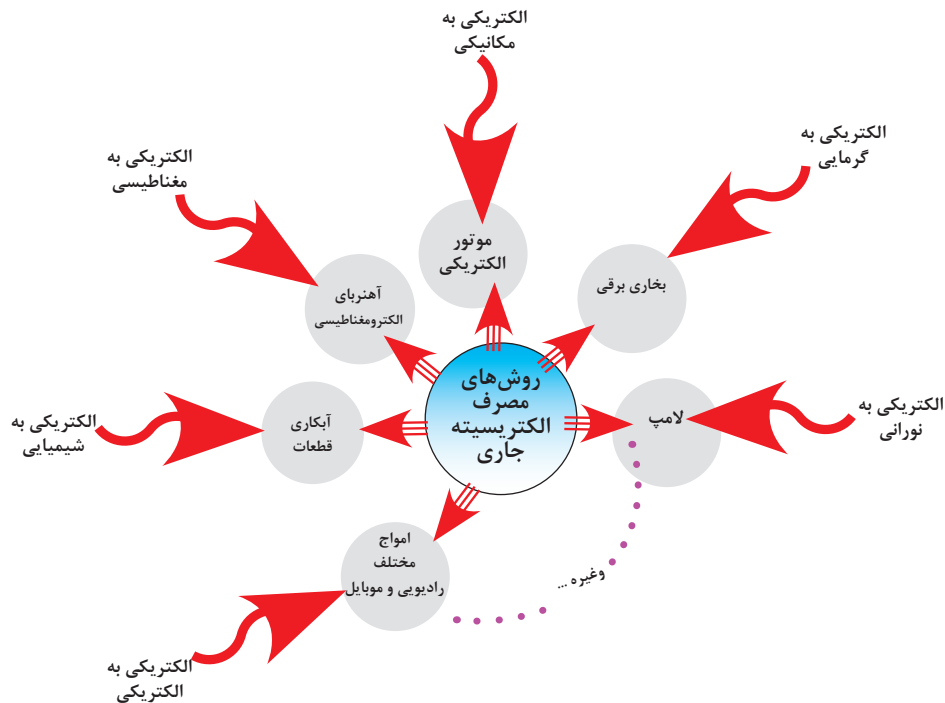 الکتریکی به
مکانیکی
الکتریکی به
گرمایی
الکتریکی به
مغناطیسی
موتور
الکتریکی
بخاری برقی
آهنربای
الکترومغناطیسی
روش‌های
مصرف
الکتریسیته
جاری
لامپ
الکتریکی به
نورانی
آبکاری
قطعات
الکتریکی به
شیمیایی
امواج
مختلف
رادیویی و موبایل
وغیره ...
الکتریکی به
الکتریکی